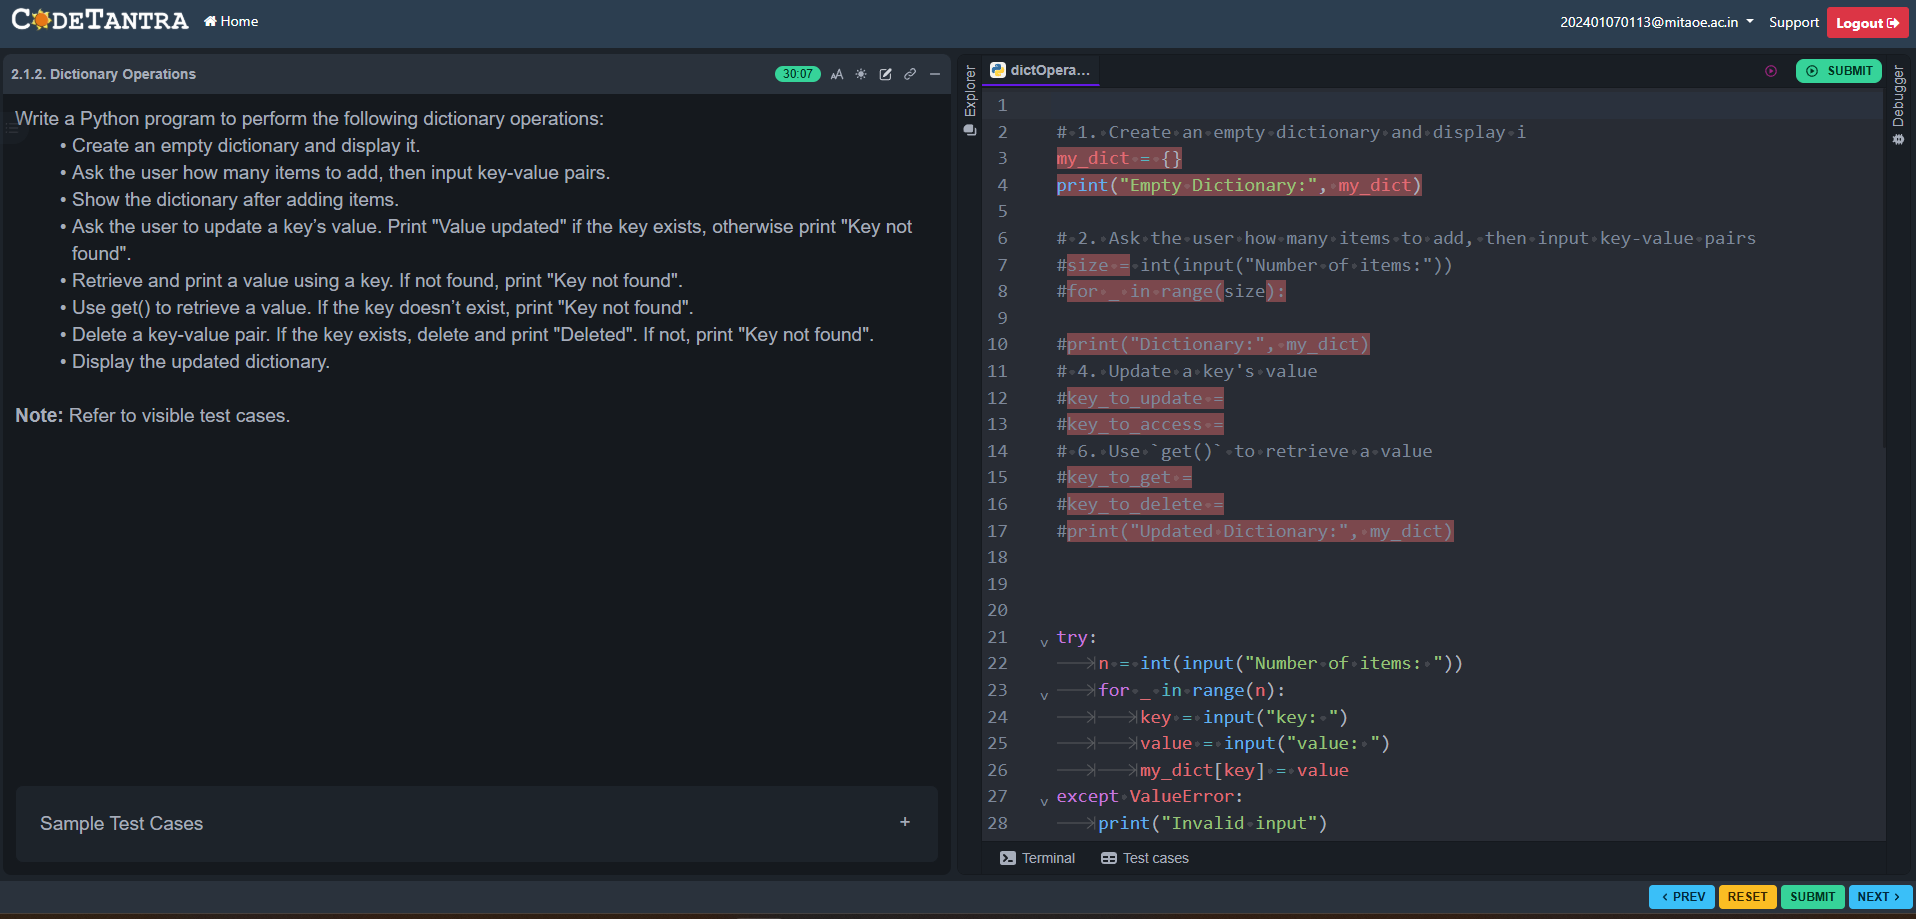 CODETANTRA
Home
202401070113@mitaoe.ac.in
Support
Logout
2.1.2. Dictionary Operations
30:07
AA
Write a Python program to perform the following dictionary operations:
• Create an empty dictionary and display it.
• Ask the user how many items to add, then input key-value pairs.
• Show the dictionary after adding items.
• Ask the user to update a key’s value. Print "Value updated" if the key exists, otherwise print "Key not
found".
• Retrieve and print a value using a key. If not found, print "Key not found".
• Use get() to retrieve a value. If the key doesn’t exist, print "Key not found".
• Delete a key-value pair. If the key exists, delete and print "Deleted". If not, print "Key not found".
• Display the updated dictionary.
Note: Refer to visible test cases.
Sample Test Cases
+
Explorer
dictOpera...
SUBMIT
Debugger
1
2 # 1. Create an empty dictionary and display i
3 my_dict = {}
4 print("Empty Dictionary:", my_dict)
5
6 # 2. Ask the user how many items to add, then input key-value pairs
7 #size = int(input("Number of items:"))
8 #for _ in range(size):
9
10 #print("Dictionary:", my_dict)
11 # 4. Update a key's value
12 #key_to_update =
13 #key_to_access =
14 # 6. Use `get()` to retrieve a value
15 #key_to_get =
16 #key_to_delete =
17 #print("Updated Dictionary:", my_dict)
18
19
20
21 try:
22 n = int(input("Number of items: "))
23 for _ in range(n):
24 key = input("key: ")
25 value = input("value: ")
26 my_dict[key] = value
27 except ValueError:
28 print("Invalid input")
Terminal
Test cases
< PREV
RESET
SUBMIT
NEXT >